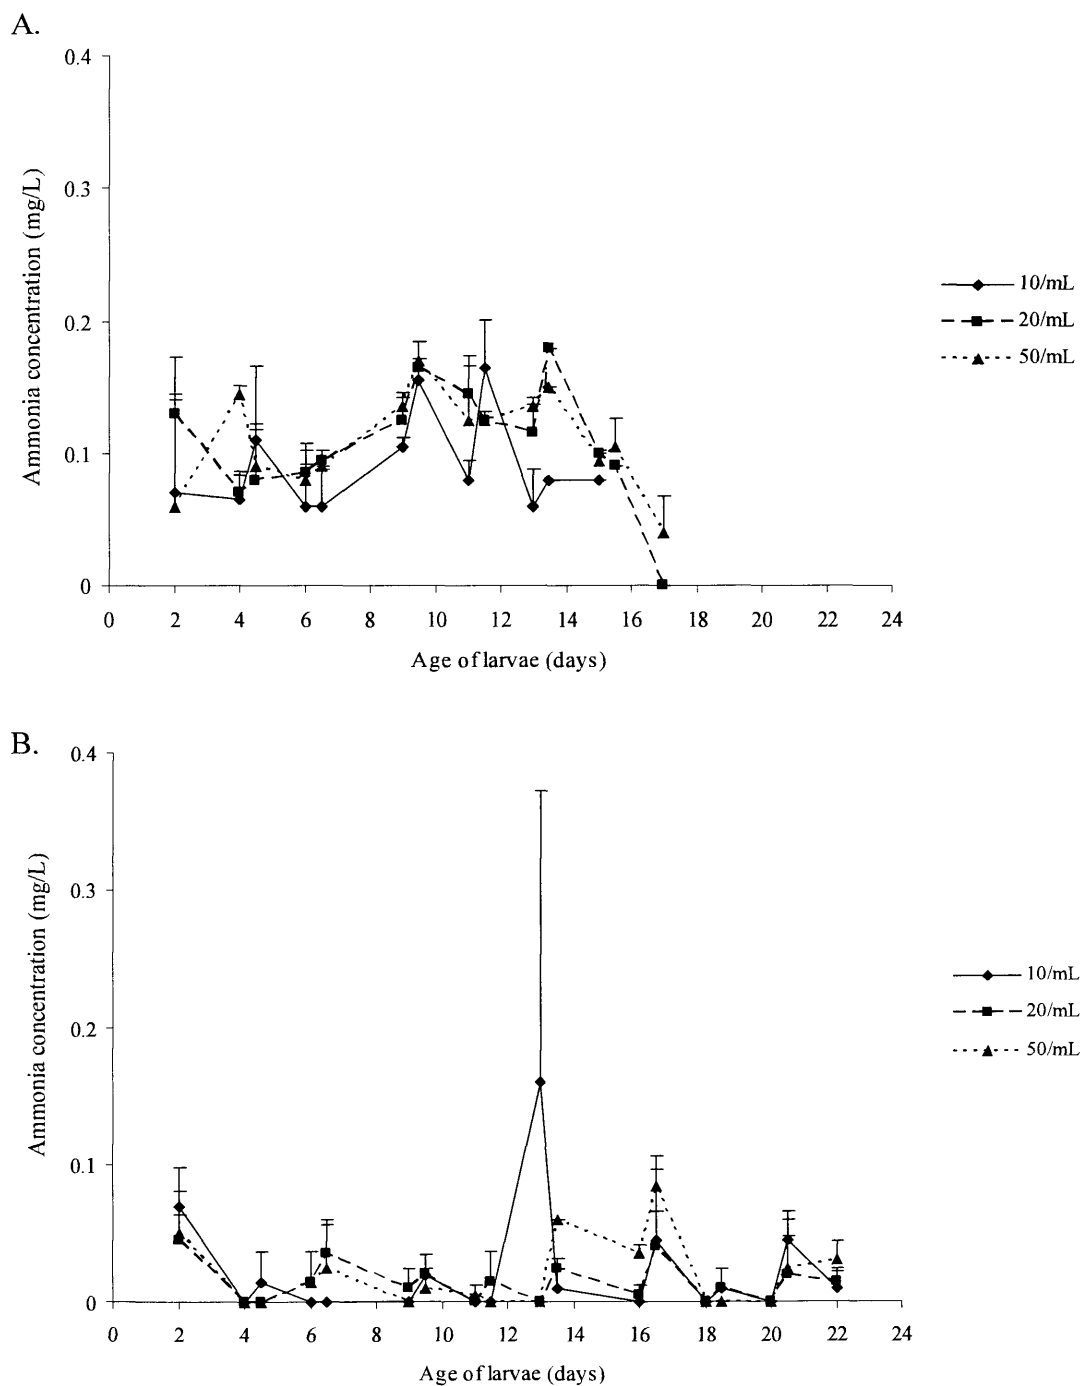 A.
0.4
0.3
0.2
0.1
0
Ammonia concentration (mg/L)
0 2 4 6 8 10 12 14 16 18 20 22 24
Age of larvae (days)
10/mL
20/mL
50/mL
B.
0.4
0.3
0.2
0.1
0
Ammonia concentration (mg/L)
0 2 4 6 8 10 12 14 16 18 20 22 24
Age of larvae (days)
10/mL
20/mL
50/mL